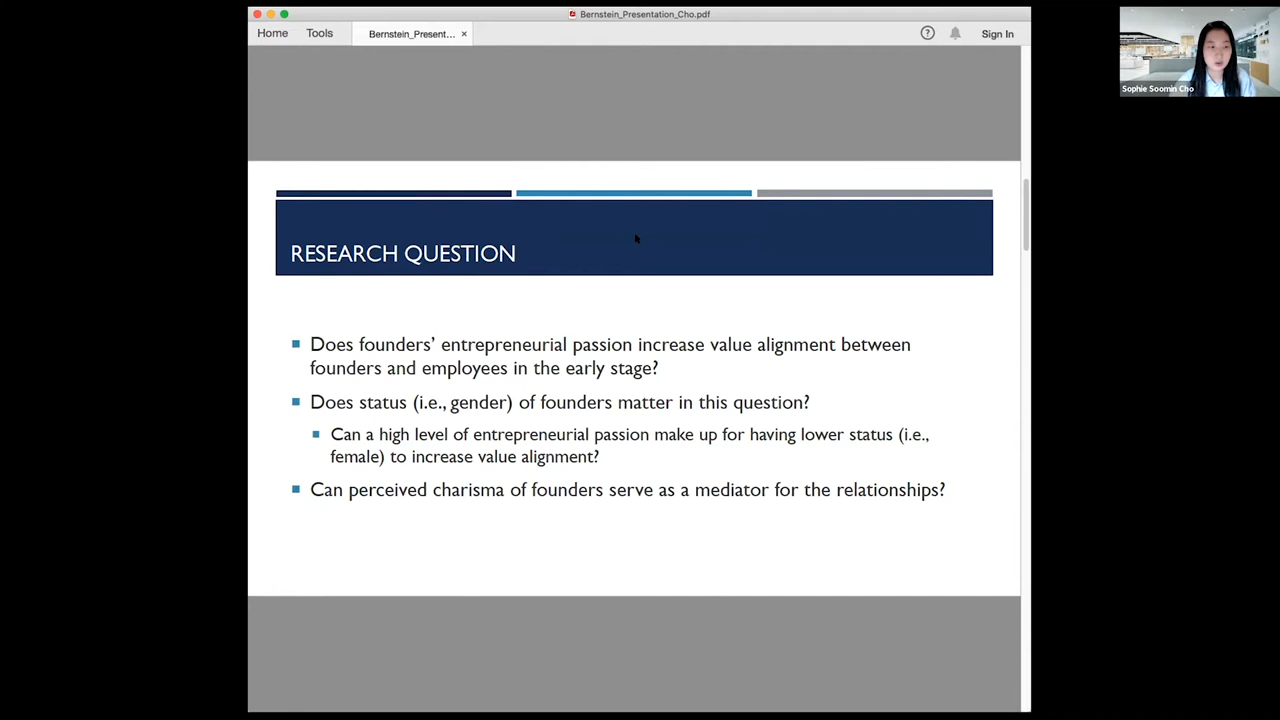 Bernstein_Presentation_Cho.pdf
Home Tools Bernstein_Present... × ? Sign In
Sophie Soomin Cho
RESEARCH QUESTION
Does founders’ entrepreneurial passion increase value alignment between
founders and employees in the early stage?
Does status (i.e., gender) of founders matter in this question?
Can a high level of entrepreneurial passion make up for having lower status (i.e.,
female) to increase value alignment?
Can perceived charisma of founders serve as a mediator for the relationships?